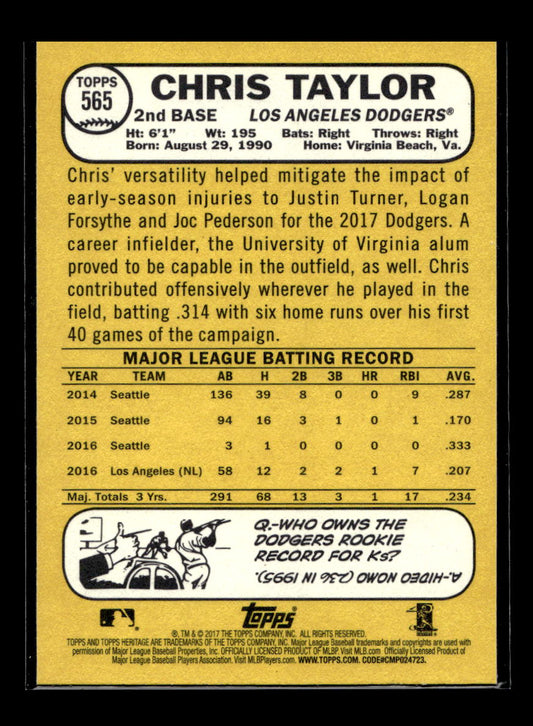 TOPPS
565
CHRIS TAYLOR
2nd BASE LOS ANGELES DODGERS®
Ht: 6'1" Wt: 195 Bats: Right Throws: Right
Born: August 29, 1990 Home: Virginia Beach, Va.
Chris' versatility helped mitigate the impact of
early-season injuries to Justin Turner, Logan
Forsythe and Joc Pederson for the 2017 Dodgers. A
career infielder, the University of Virginia alum
proved to be capable in the outfield, as well. Chris
contributed offensively wherever he played in the
field, batting .314 with six home runs over his first
40 games of the campaign.
MAJOR LEAGUE BATTING RECORD
YEAR TEAM AB H 2B 3B HR RBI AVG.
2014 Seattle 136 39 8 0 0 9 .287
2015 Seattle 94 16 3 1 0 1 .170
2016 Seattle 3 1 0 0 0 0 .333
2016 Los Angeles (NL) 58 12 2 2 1 7 .207
Maj. Totals 3 Yrs. 291 68 13 3 1 17 .234
Q.-WHO OWNS THE
DODGERS ROOKIE
RECORD FOR Ks?
A-HIDEO NOMO (236 IN 1995).
Topps
®, TM & © 2017 THE TOPPS COMPANY, INC. ALL RIGHTS RESERVED.
TOPPS AND TOPPS HERITAGE ARE TRADEMARKS OF THE TOPPS COMPANY, INC. Major League Baseball trademarks and copyrights are used with
permission of Major League Baseball Properties, Inc. OFFICIALLY LICENSED PRODUCT OF MLBP. Visit MLB.com Officially Licensed Product of
Major League Baseball Players Association. Visit MLBPlayers.com. WWW.TOPPS.COM. CODE#CMP024723.